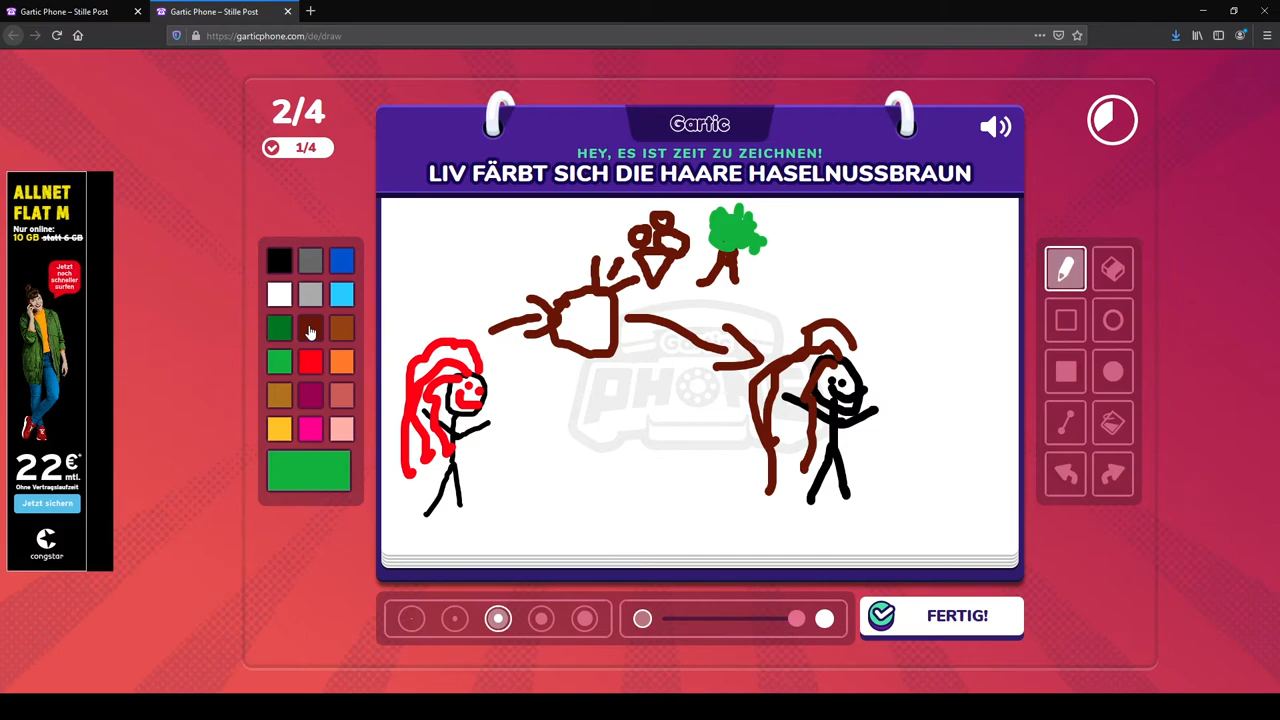 Gartic Phone – Stille Post
Gartic Phone – Stille Post
https://garticphone.com/de/draw
2/4
1/4
Gartic
HEY, ES IST ZEIT ZU ZEICHNEN!
LIV FÄRBT SICH DIE HAARE HASELNUSSBRAUN
ALLNET
FLAT M
Nur online:
10 GB statt 6 GB
Jetzt
noch
schneller
surfen
22€*
mtl.
Ohne Vertragslaufzeit
Jetzt sichern
congstar
Gartic
PHONE
FERTIG!